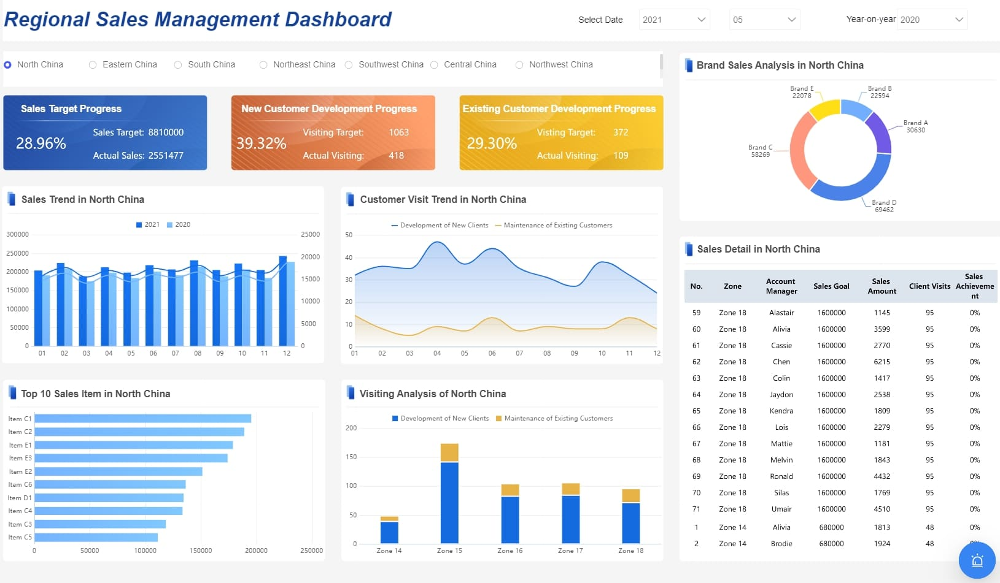 Regional Sales Management Dashboard
Select Date 2021 05 Year-on-year 2020
North China Eastern China South China Northeast China Southwest China Central China Northwest China
Sales Target Progress
28.96%
Sales Target: 8810000
Actual Sales: 2551477
New Customer Development Progress
39.32%
Visiting Target: 1063
Actual Visiting: 418
Existing Customer Development Progress
29.30%
Visting Target: 372
Actual Visiting: 109
Brand Sales Analysis in North China
Brand E
22078
Brand B
22594
Brand A
30630
Brand C
58269
Brand D
69462
Sales Trend in North China
2021 2020
300000
250000
200000
150000
100000
50000
0
25000
20000
15000
10000
5000
0
01 02 03 04 05 06 07 08 09 10 11 12
Customer Visit Trend in North China
Development of New Clients Maintenance of Existing Customers
50
40
30
20
10
0
01 02 03 04 05 06 07 08 09 10 11 12
Top 10 Sales Item in North China
Item C1
Item C2
Item E1
Item E3
Item E2
Item C6
Item D1
Item C4
Item C3
Item C5
0 50000 100000 150000 200000 250000
Visiting Analysis of North China
Development of New Clients Maintenance of Existing Customers
200
150
100
50
0
Zone 14 Zone 15 Zone 16 Zone 17 Zone 18
Sales Detail in North China
No. Zone Account Manager Sales Goal Sales Amount Client Visits Sales Achievement
59 Zone 18 Alastair 1600000 1145 95 0%
60 Zone 18 Alivia 1600000 3599 95 0%
61 Zone 18 Cassie 1600000 2770 95 0%
62 Zone 18 Chen 1600000 6215 95 0%
63 Zone 18 Colin 1600000 1417 95 0%
64 Zone 18 Jaydon 1600000 2538 95 0%
65 Zone 18 Kendra 1600000 1809 95 0%
66 Zone 18 Lois 1600000 2279 95 0%
67 Zone 18 Mattie 1600000 1181 95 0%
68 Zone 18 Melvin 1600000 1843 95 0%
69 Zone 18 Ronald 1600000 4432 95 0%
70 Zone 18 Silas 1600000 1769 95 0%
71 Zone 18 Umair 1600000 4510 95 0%
1 Zone 14 Alivia 680000 1813 48 0%
2 Zone 14 Brodie 680000 1924 48